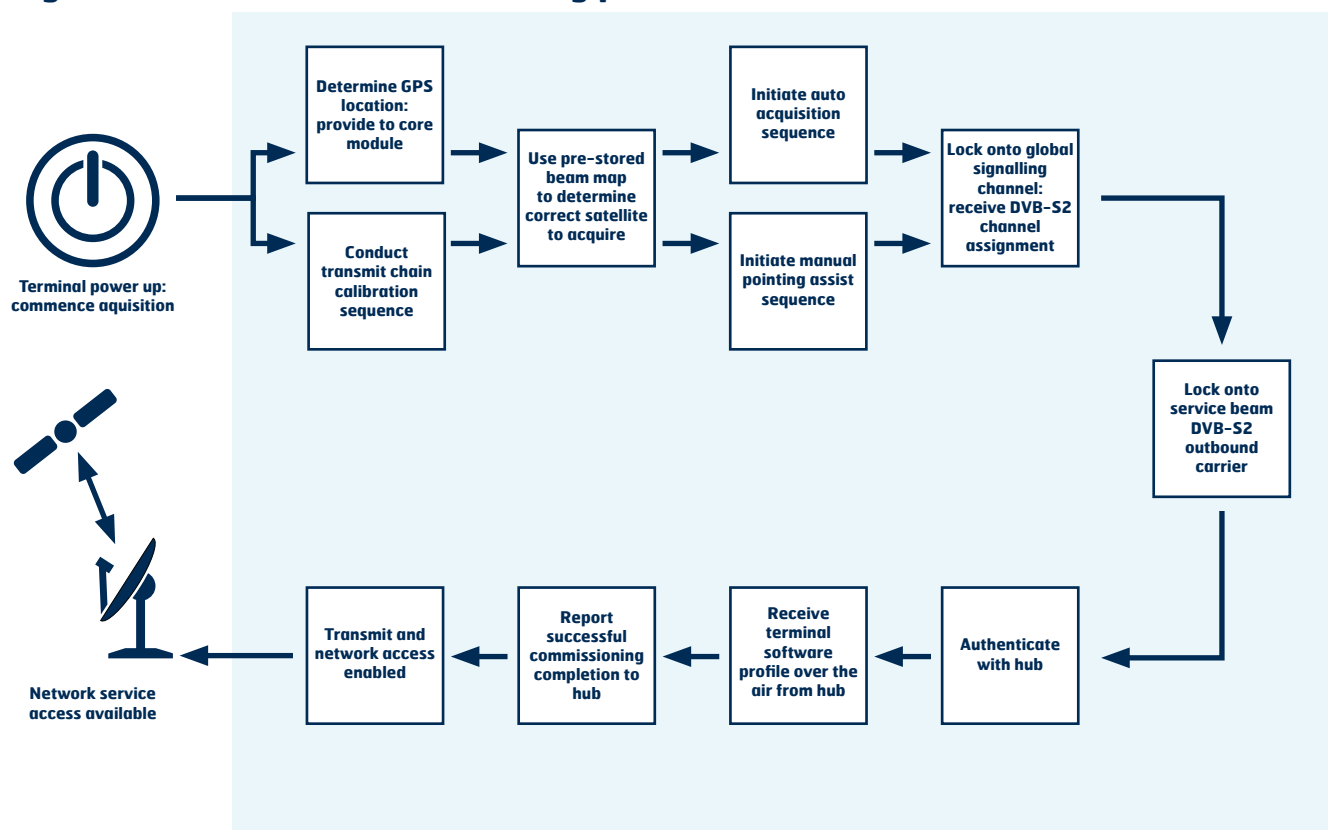 Terminal power up:
commence aquisition
Determine GPS
location:
provide to core
module
Conduct
transmit chain
calibration
sequence
Use pre-stored
beam map
to determine
correct satellite
to acquire
Initiate auto
acquisition
sequence
Initiate manual
pointing assist
sequence
Lock onto global
signalling
channel:
receive DVB-S2
channel
assignment
Lock onto
service beam
DVB-S2
outbound
carrier
Authenticate
with hub
Receive
terminal
software
profile over the
air from hub
Report
successful
commissioning
completion to
hub
Transmit and
network access
enabled
Network service
access available